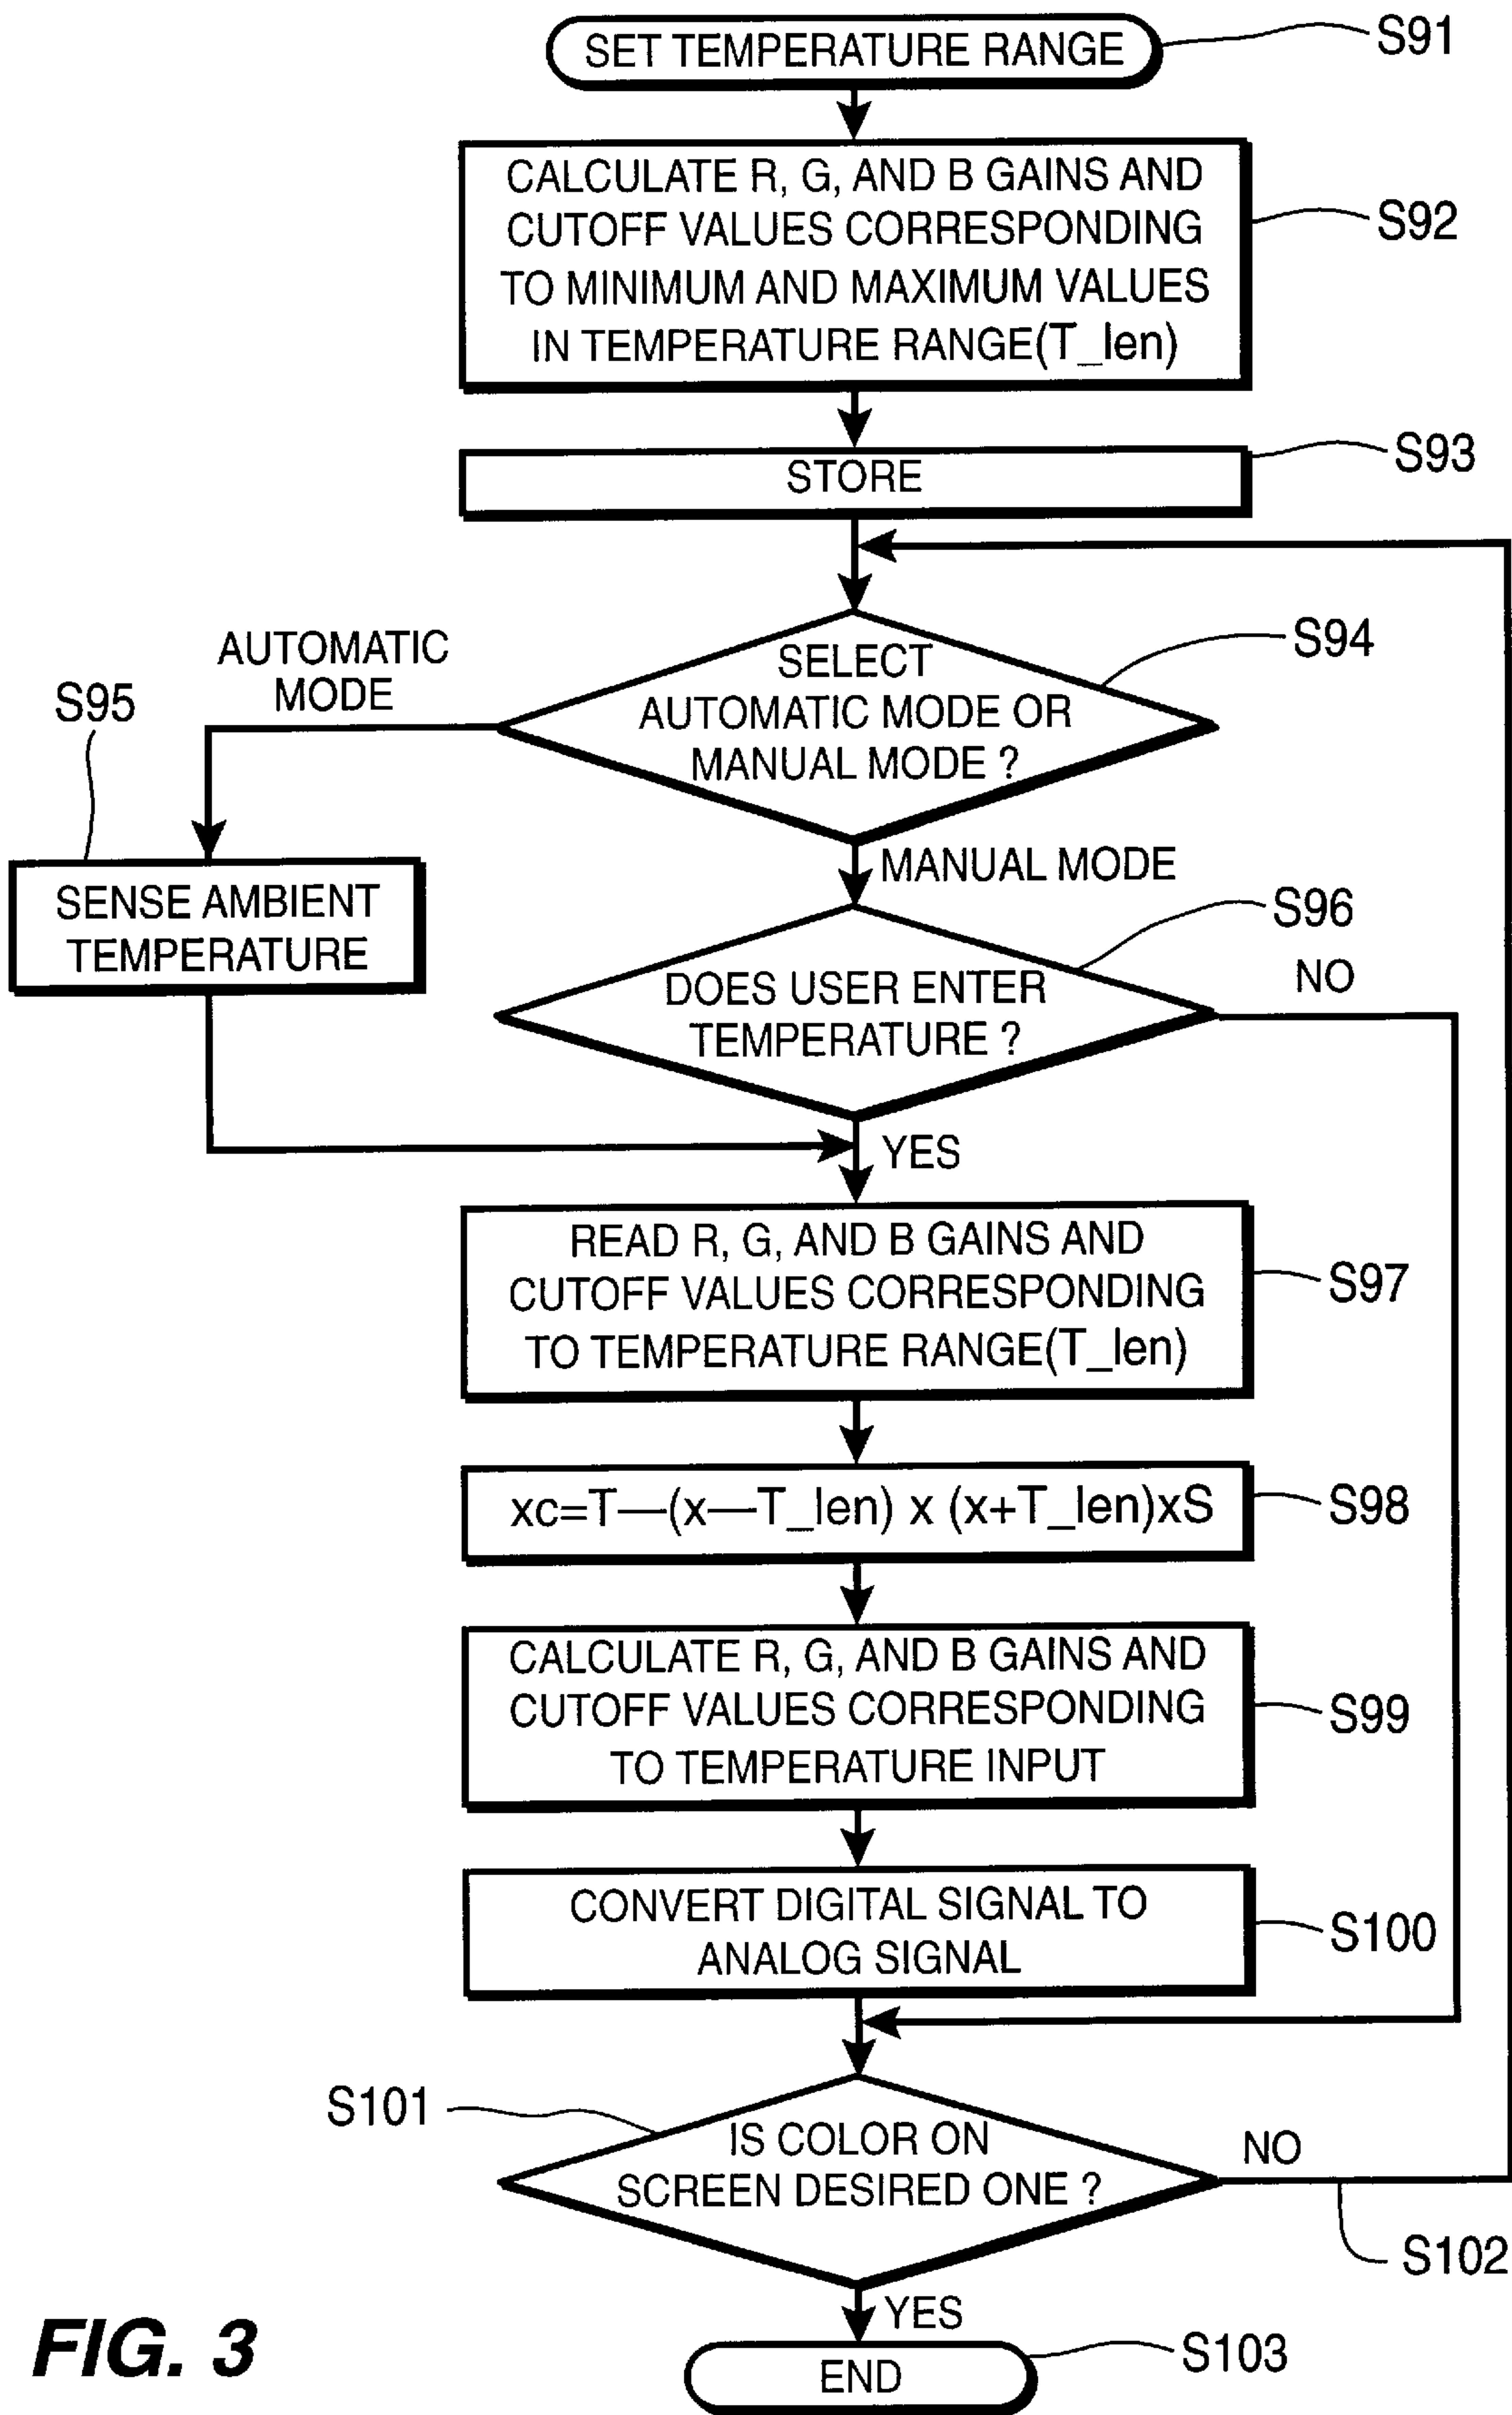 SET TEMPERATURE RANGE
S91
CALCULATE R, G, AND B GAINS AND
CUTOFF VALUES CORRESPONDING
TO MINIMUM AND MAXIMUM VALUES
IN TEMPERATURE RANGE(T_len)
S92
STORE
S93
SELECT
AUTOMATIC MODE OR
MANUAL MODE ?
S94
AUTOMATIC
MODE
S95
SENSE AMBIENT
TEMPERATURE
MANUAL MODE
S96
DOES USER ENTER
TEMPERATURE ?
NO
YES
READ R, G, AND B GAINS AND
CUTOFF VALUES CORRESPONDING
TO TEMPERATURE RANGE(T_len)
S97
xc=T—(x—T_len) x (x+T_len)xS
S98
CALCULATE R, G, AND B GAINS AND
CUTOFF VALUES CORRESPONDING
TO TEMPERATURE INPUT
S99
CONVERT DIGITAL SIGNAL TO
ANALOG SIGNAL
S100
S101
IS COLOR ON
SCREEN DESIRED ONE ?
NO
S102
YES
END
S103
FIG. 3